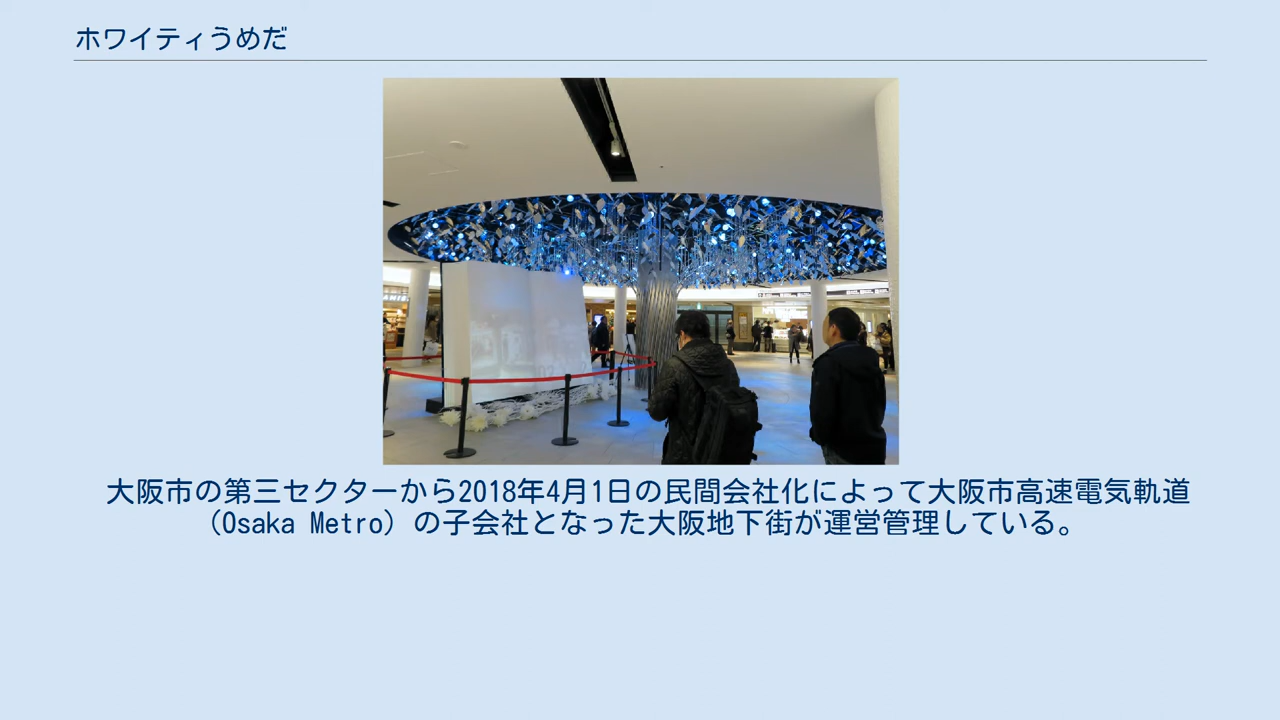 ホワイティうめだ
大阪市の第三セクターから2018年4月1日の民間会社化によって大阪市高速電気軌道
（Osaka Metro）の子会社となった大阪地下街が運営管理している。